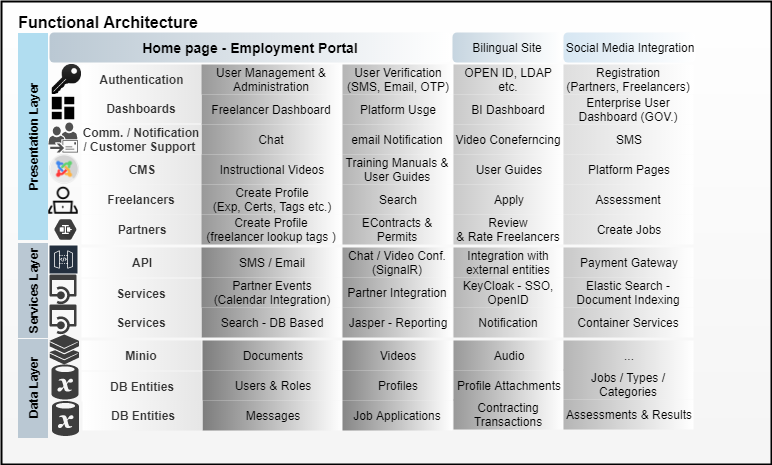 Functional Architecture
Home page - Employment Portal
Bilingual Site
Social Media Integration
Presentation Layer
Authentication
User Management &
Administration
User Verification
(SMS, Email, OTP)
OPEN ID, LDAP
etc.
Registration
(Partners, Freelancers)
Dashboards
Freelancer Dashboard
Platform Usge
BI Dashboard
Enterprise User
Dashboard (GOV.)
Comm. / Notification
/ Customer Support
Chat
email Notification
Video Coneferncing
SMS
CMS
Instructional Videos
Training Manuals &
User Guides
User Guides
Platform Pages
Freelancers
Create Profile
(Exp, Certs, Tags etc.)
Search
Apply
Assessment
Partners
Create Profile
(freelancer lookup tags )
EContracts &
Permits
Review
& Rate Freelancers
Create Jobs
Services Layer
API
SMS / Email
Chat / Video Conf.
(SignalR)
Integration with
external entities
Payment Gateway
Services
Partner Events
(Calendar Integration)
Partner Integration
KeyCloak - SSO,
OpenID
Elastic Search -
Document Indexing
Services
Search - DB Based
Jasper - Reporting
Notification
Container Services
Data Layer
Minio
Documents
Videos
Audio
...
DB Entities
Users & Roles
Profiles
Profile Attachments
Jobs / Types /
Categories
DB Entities
Messages
Job Applications
Contracting
Transactions
Assessments & Results